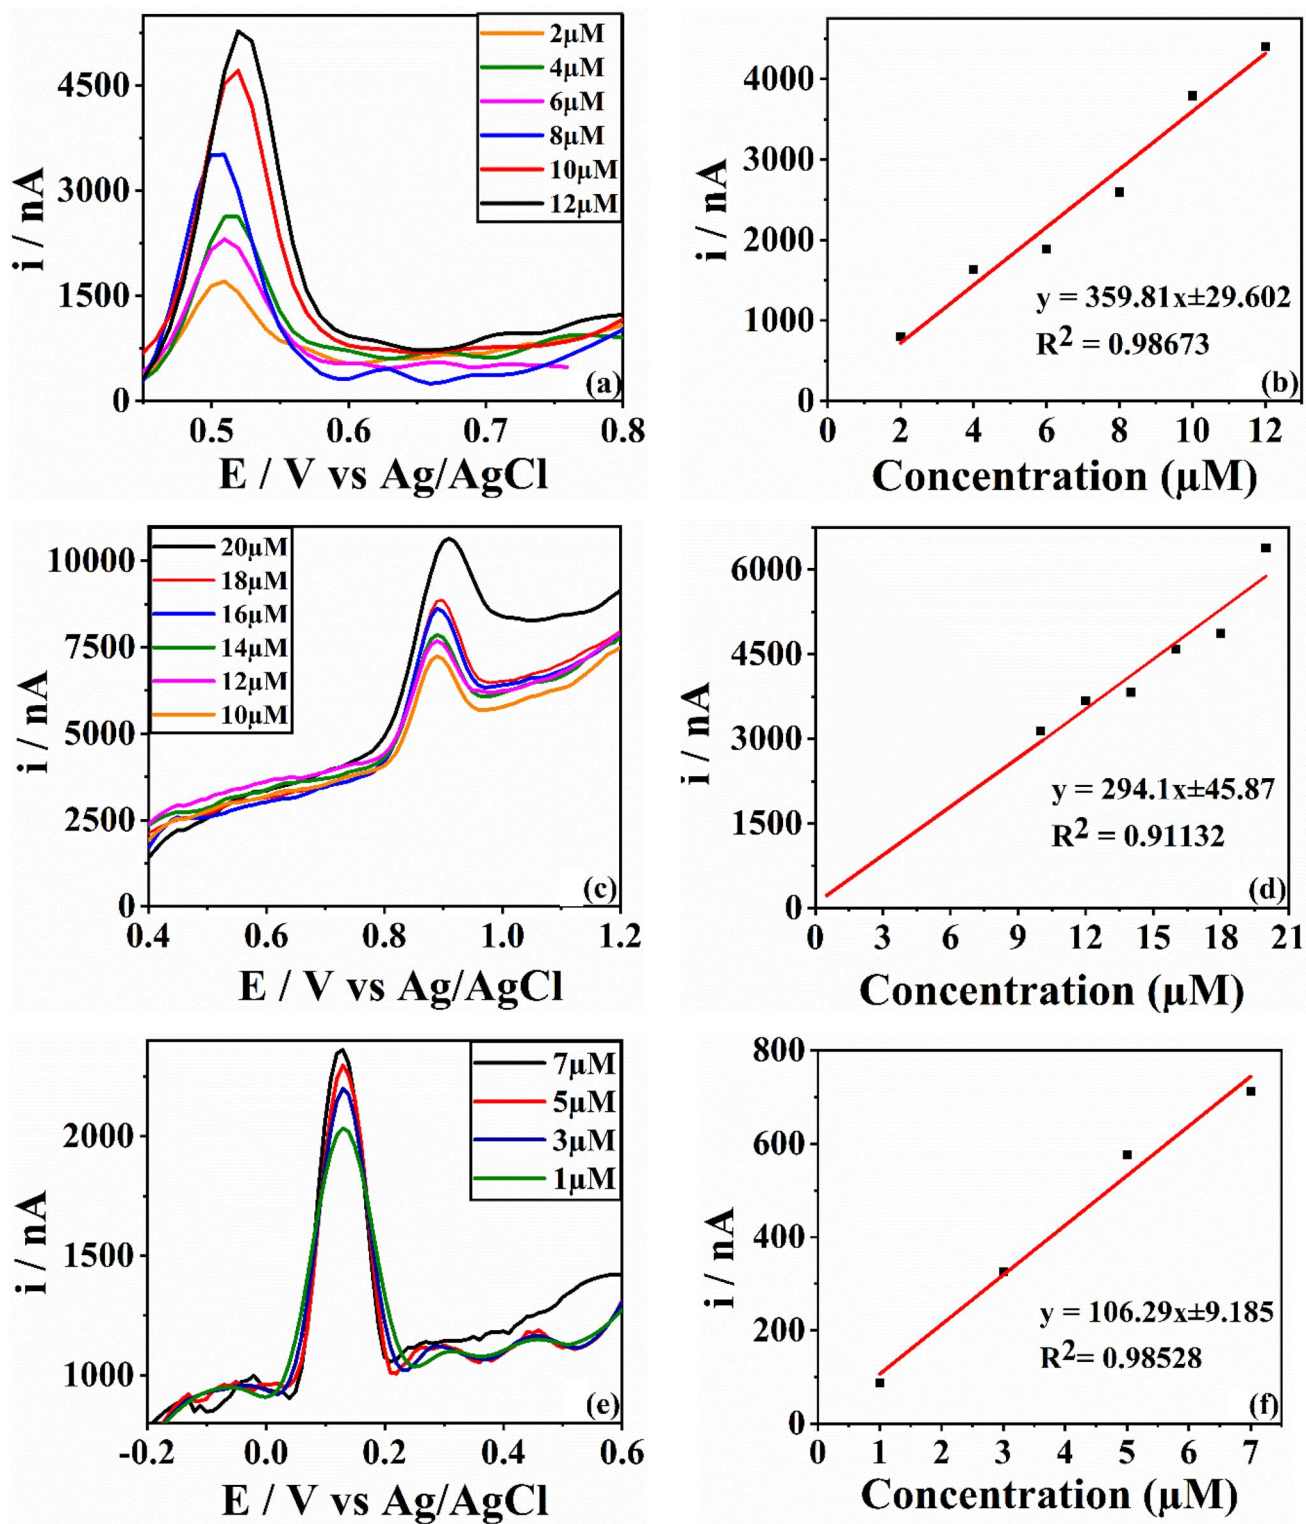 i / nA
4500
3000
1500
0
2μM
4μM
6μM
8μM
10μM
12μM
(a)
0.5 0.6 0.7 0.8
E / V vs Ag/AgCl
i / nA
4000
3000
2000
1000
0
y = 359.81x±29.602
R² = 0.98673
(b)
0 2 4 6 8 10 12
Concentration (μM)
i / nA
10000
7500
5000
2500
0
20μM
18μM
16μM
14μM
12μM
10μM
(c)
0.4 0.6 0.8 1.0 1.2
E / V vs Ag/AgCl
i / nA
6000
4500
3000
1500
0
y = 294.1x±45.87
R² = 0.91132
(d)
0 3 6 9 12 15 18 21
Concentration (μM)
i / nA
2000
1500
1000
7μM
5μM
3μM
1μM
(e)
-0.2 0.0 0.2 0.4 0.6
E / V vs Ag/AgCl
i / nA
800
600
400
200
0
y = 106.29x±9.185
R²= 0.98528
(f)
0 1 2 3 4 5 6 7
Concentration (μM)